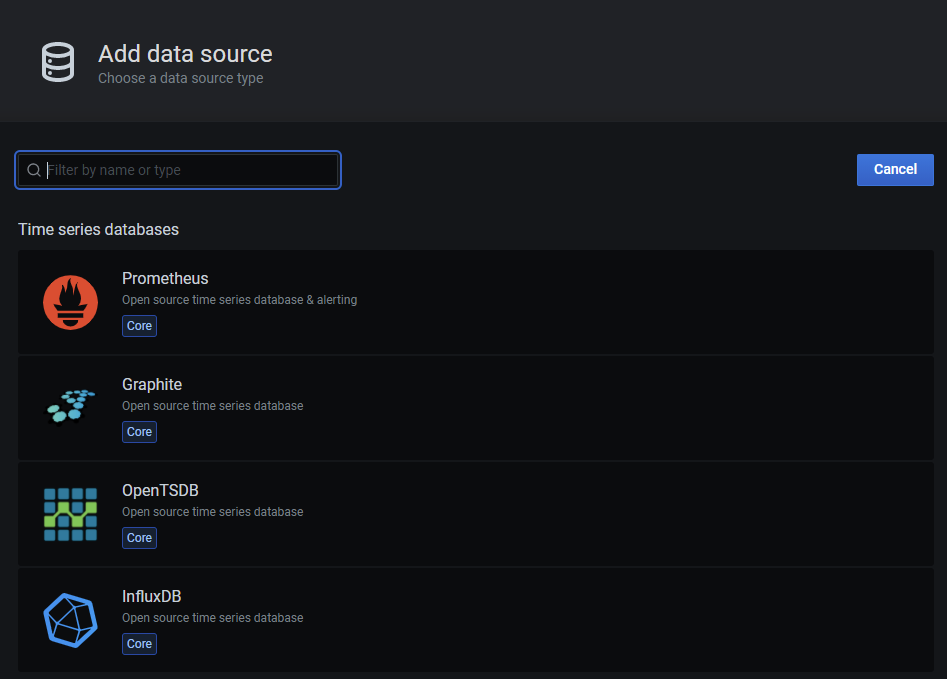 Add data source
Choose a data source type
Filter by name or type
Cancel
Time series databases
Prometheus
Open source time series database & alerting
Core
Graphite
Open source time series database
Core
OpenTSDB
Open source time series database
Core
InfluxDB
Open source time series database
Core